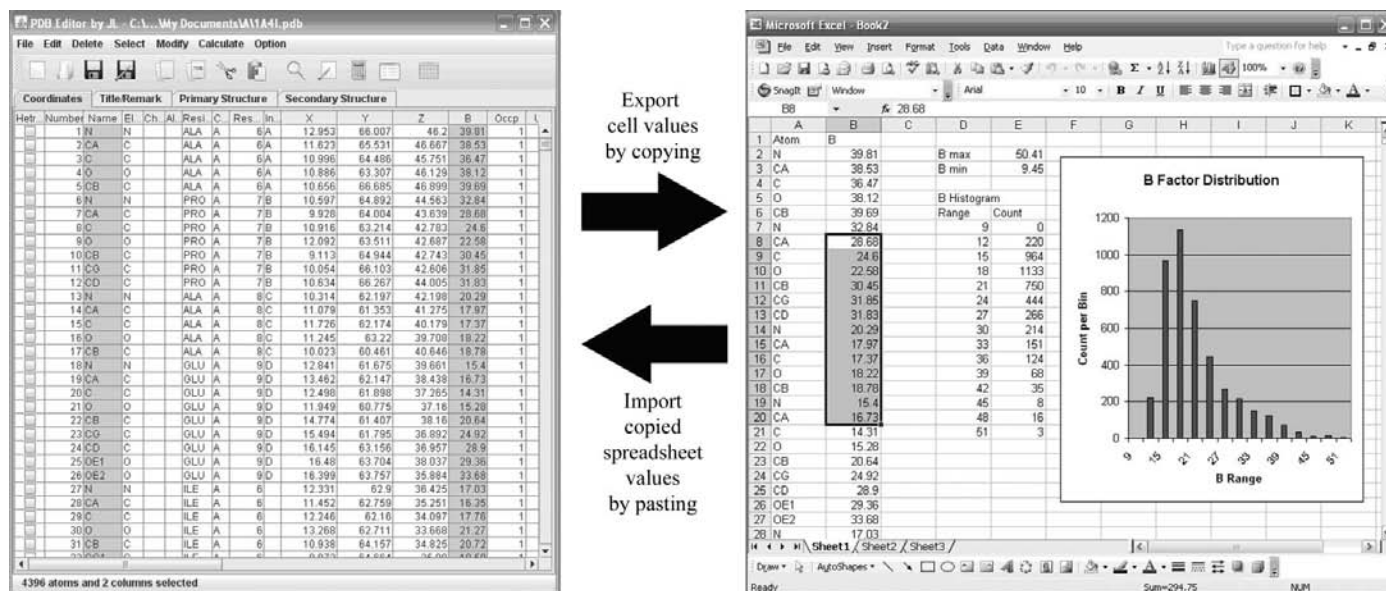 PDB Editor by JL - C:\...\My Documents\A\1A4I.pdb
File Edit Delete Select Modify Calculate Option
Coordinates Title/Remark Primary Structure Secondary Structure
Hetr... Number Name El... Ch... Al... Resi... C... Res... In... X Y Z B Occp
1 N N ALA A 6 A 12.953 66.007 46.2 39.81 1
2 CA C ALA A 6 A 11.623 65.531 46.667 38.53 1
3 C C ALA A 6 A 10.996 64.486 45.751 36.47 1
4 O O ALA A 6 A 10.886 63.307 46.129 38.12 1
5 CB C ALA A 6 A 10.656 66.685 46.899 39.69 1
6 N N PRO A 7 B 10.597 64.892 44.563 32.84 1
7 CA C PRO A 7 B 9.928 64.004 43.639 28.68 1
8 C C PRO A 7 B 10.916 63.214 42.783 24.6 1
9 O O PRO A 7 B 12.092 63.511 42.687 22.58 1
10 CB C PRO A 7 B 9.113 64.944 42.743 30.45 1
11 CG C PRO A 7 B 10.054 66.103 42.606 31.85 1
12 CD C PRO A 7 B 10.634 66.267 44.005 31.83 1
13 N N ALA A 8 C 10.314 62.197 42.198 20.29 1
14 CA C ALA A 8 C 11.079 61.353 41.275 17.97 1
15 C C ALA A 8 C 11.726 62.174 40.179 17.37 1
16 O O ALA A 8 C 11.245 63.22 39.708 18.22 1
17 CB C ALA A 8 C 10.023 60.461 40.646 18.78 1
18 N N GLU A 9 D 12.841 61.675 39.661 15.4 1
19 CA C GLU A 9 D 13.462 62.147 38.438 16.73 1
20 C C GLU A 9 D 12.498 61.898 37.265 14.31 1
21 O O GLU A 9 D 11.949 60.775 37.16 15.28 1
22 CB C GLU A 9 D 14.774 61.407 38.16 20.64 1
23 CG C GLU A 9 D 15.494 61.795 36.892 24.92 1
24 CD C GLU A 9 D 16.145 63.156 36.957 28.9 1
25 OE1 O GLU A 9 D 16.48 63.704 38.037 29.36 1
26 OE2 O GLU A 9 D 16.399 63.757 35.884 33.68 1
27 N N ILE A 6 12.331 62.9 36.425 17.03 1
28 CA C ILE A 6 11.452 62.759 35.251 16.35 1
29 C C ILE A 6 12.246 62.16 34.097 17.76 1
30 O O ILE A 6 13.268 62.711 33.668 21.27 1
31 CB C ILE A 6 10.938 64.157 34.825 20.72 1
4396 atoms and 2 columns selected
Export
cell values
by copying
Import
copied
spreadsheet
values
by pasting
Microsoft Excel - Book2
File Edit View Insert Format Tools Data Window Help Type a question for help
100%
SnagIt Window Arial 10 B I U
B8 fx 28.68
A B C D E F G H I J K
1 Atom B
2 N 39.81 B max 50.41
3 CA 38.53 B min 9.45
4 C 36.47
5 O 38.12 B Histogram
6 CB 39.69 Range Count
7 N 32.84 9 0
8 CA 28.68 12 220
9 C 24.6 15 964
10 O 22.58 18 1133
11 CB 30.45 21 750
12 CG 31.85 24 444
13 CD 31.83 27 266
14 N 20.29 30 214
15 CA 17.97 33 151
16 C 17.37 36 124
17 O 18.22 39 68
18 CB 18.78 42 35
19 N 15.4 45 8
20 CA 16.73 48 16
21 C 14.31 51 3
22 O 15.28
23 CB 20.64
24 CG 24.92
25 CD 28.9
26 OE1 29.36
27 OE2 33.68
28 N 17.03
B Factor Distribution
Count per Bin
1200
1000
800
600
400
200
0
9 15 21 27 33 39 45 51
B Range
Sheet1 / Sheet2 / Sheet3
Draw AutoShapes
Ready Sum=294.75 NUM